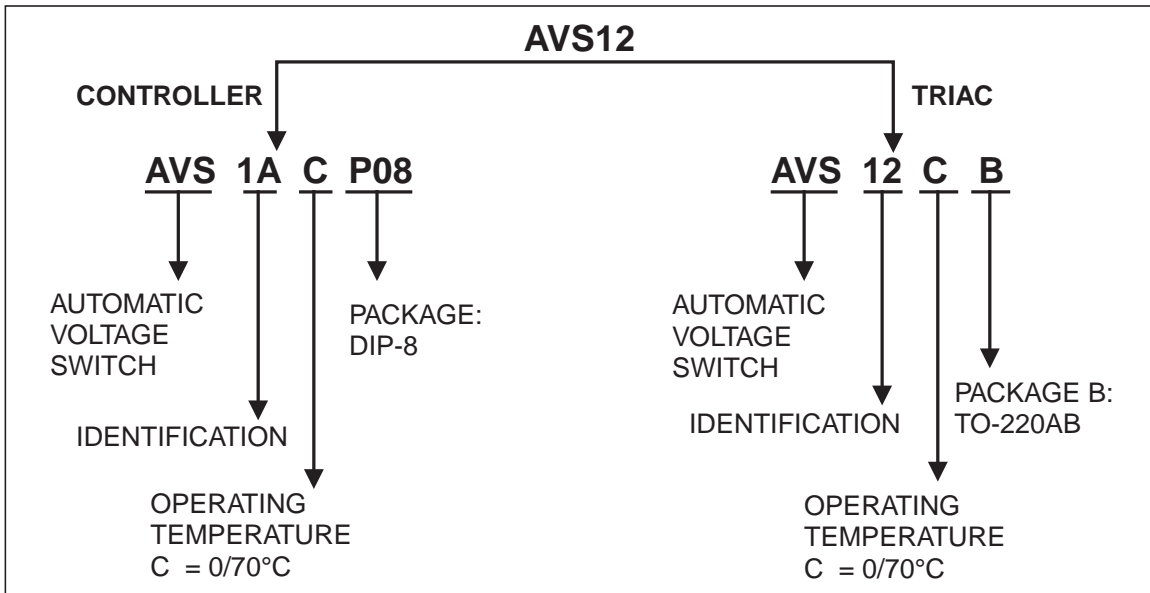 AVS12
CONTROLLER
TRIAC
AVS 1A C P08
AUTOMATIC
VOLTAGE
SWITCH
PACKAGE:
DIP-8
IDENTIFICATION
OPERATING
TEMPERATURE
C = 0/70°C
AVS 12 C B
AUTOMATIC
VOLTAGE
SWITCH
PACKAGE B:
TO-220AB
IDENTIFICATION
OPERATING
TEMPERATURE
C = 0/70°C